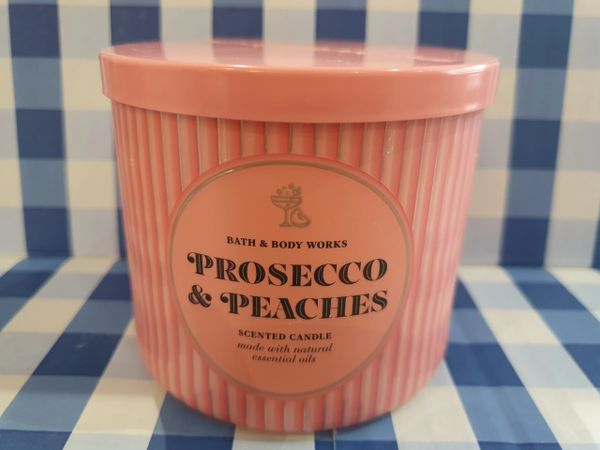 BATH & BODY WORKS
PROSECCO
& PEACHES
SCENTED CANDLE
made with natural
essential oils